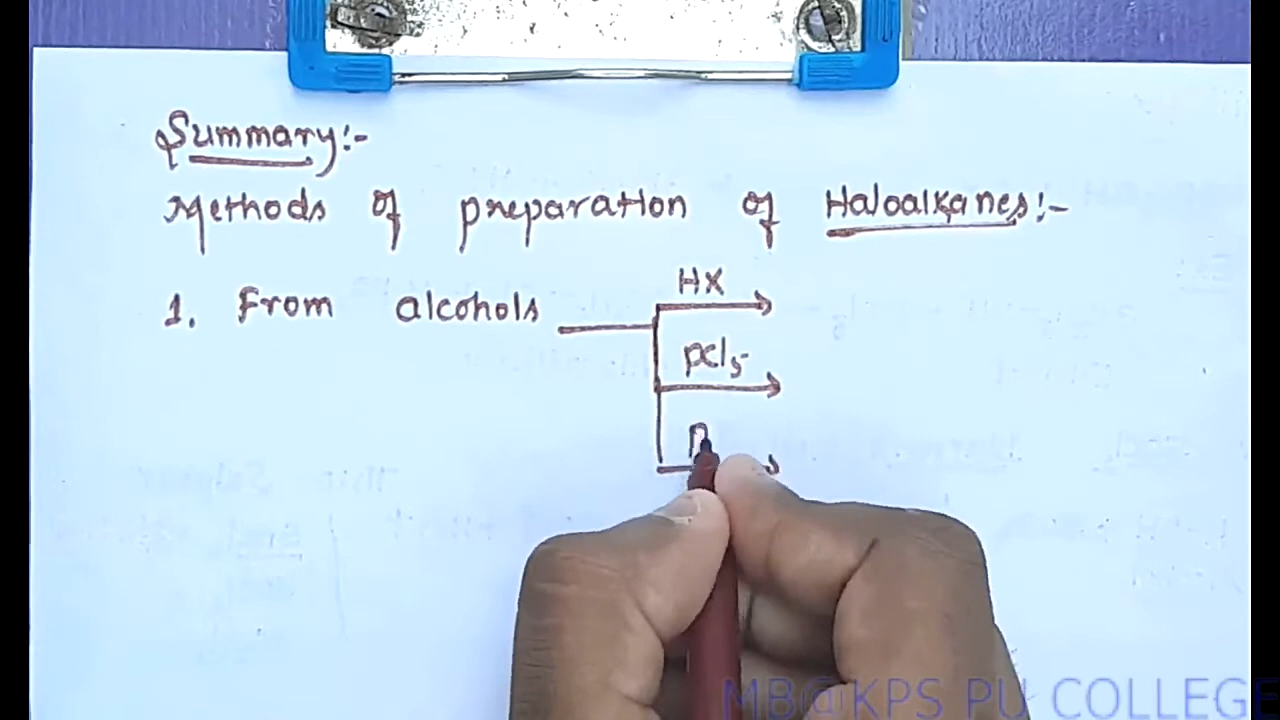 Summary:-
Methods of preparation of Haloalkanes:-
HX
1. From alcohols
pcl5
P
MB@KPS PU COLLEGE